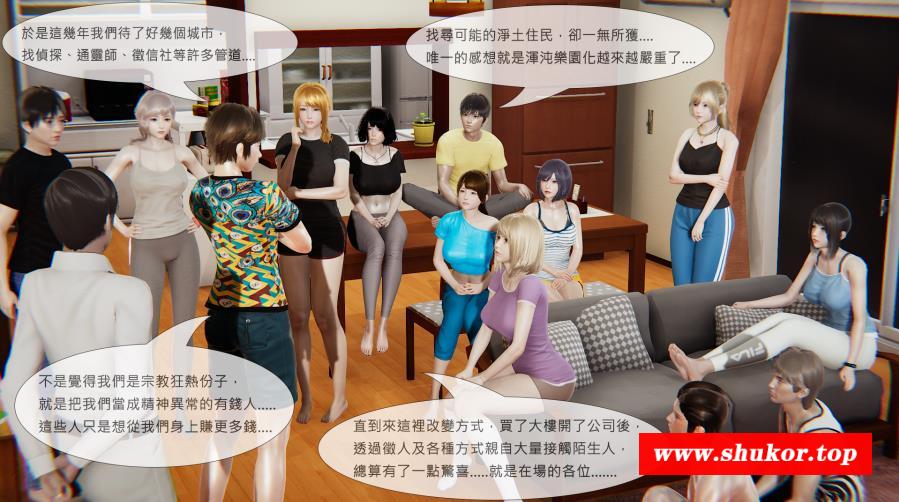 於是這幾年我們待了好幾個城市，
找偵探、通靈師、徵信社等許多管道....
找尋可能的淨土住民，卻一無所獲....
唯一的感想就是渾沌樂園化越來越嚴重了....
不是覺得我們是宗教狂熱份子，
就是把我們當成精神異常的有錢人.....
這些人只是想從我們身上賺更多錢....
直到來這裡改變方式，買了大樓開了公司後，
透過徵人及各種方式親自大量接觸陌生人，
總算有了一點驚喜.....就是在場的各位.......
FILA
www.shukor.top